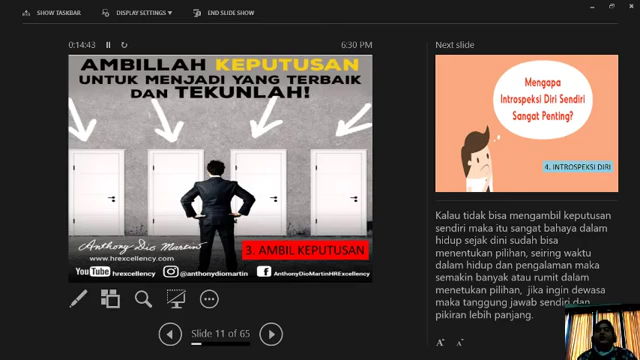 SHOW TASKBAR
DISPLAY SETTINGS
END SLIDE SHOW
0:14:43
6:30 PM
AMBILLAH KEPUTUSAN
UNTUK MENJADI YANG TERBAIK
DAN TEKUNLAH!
Anthony Dio Martin
www.hrexcellency.com
3. AMBIL KEPUTUSAN
YouTube hrexcellency
@anthonydiomartin
AnthonyDioMartinHRExcellency
Slide 11 of 65
Next slide
Mengapa
Introspeksi Diri Sendiri
Sangat Penting?
4. INTROSPEKSI DIRI
Kalau tidak bisa mengambil keputusan
sendiri maka itu sangat bahaya dalam
hidup sejak dini sudah bisa
menentukan pilihan, seiring waktu
dalam hidup dan pengalaman maka
semakin banyak atau rumit dalam
menetukan pilihan, jika ingin dewasa
maka tanggung jawab sendiri dan
pikiran lebih panjang.
A A